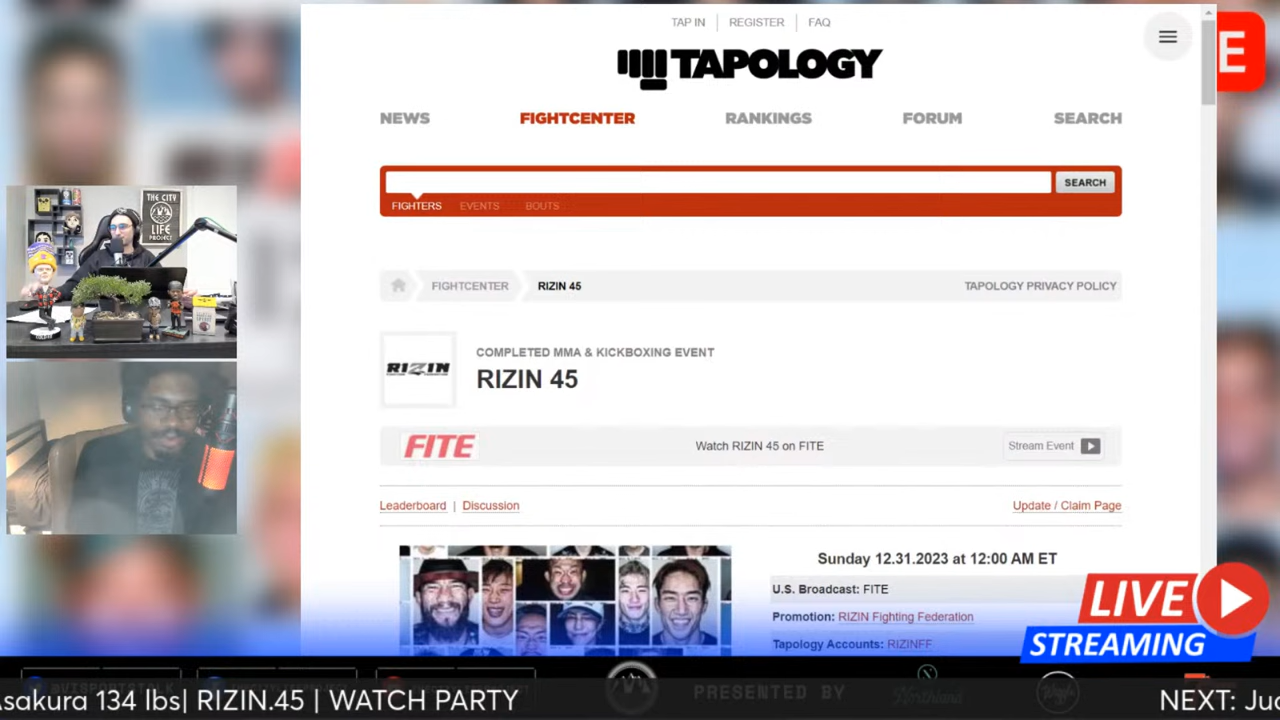 TAP IN
REGISTER
FAQ
TAPOLOGY
NEWS
FIGHTCENTER
RANKINGS
FORUM
SEARCH
SEARCH
FIGHTERS
EVENTS
BOUTS
THE CITY
LIFE
PROJECT
FIGHTCENTER
RIZIN 45
TAPOLOGY PRIVACY POLICY
RIZIN
COMPLETED MMA & KICKBOXING EVENT
RIZIN 45
FITE
Watch RIZIN 45 on FITE
Stream Event
Leaderboard | Discussion
Update / Claim Page
Sunday 12.31.2023 at 12:00 AM ET
U.S. Broadcast: FITE
Promotion: RIZIN Fighting Federation
Tapology Accounts: RIZINFF
E
LIVE
STREAMING
PRESENTED BY
Asakura 134 lbs| RIZIN.45 | WATCH PARTY
NEXT: Ju